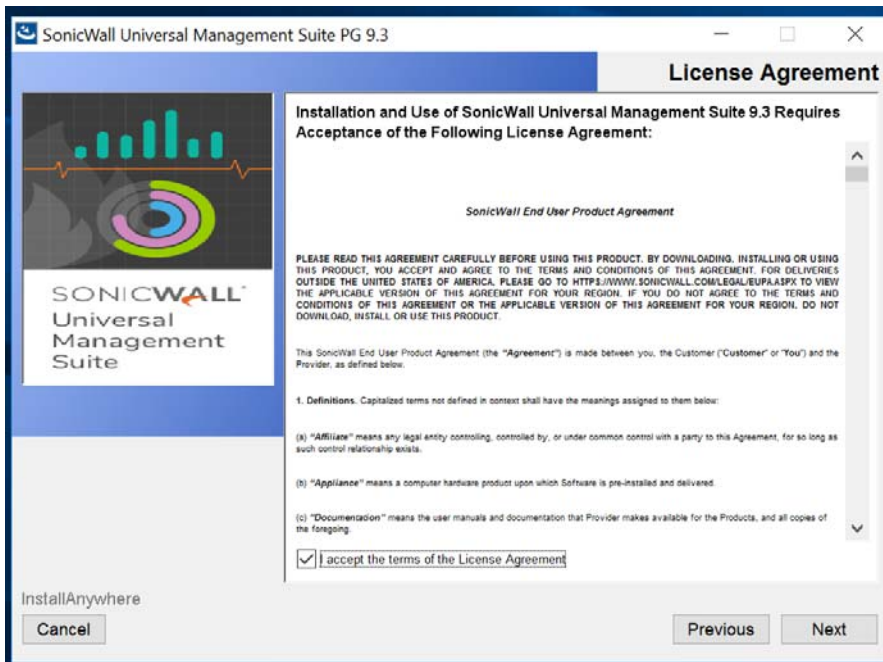 SonicWall Universal Management Suite PG 9.3
License Agreement
Installation and Use of SonicWall Universal Management Suite 9.3 Requires
Acceptance of the Following License Agreement:
SonicWall End User Product Agreement
PLEASE READ THIS AGREEMENT CAREFULLY BEFORE USING THIS PRODUCT. BY DOWNLOADING, INSTALLING OR USING
THIS PRODUCT, YOU ACCEPT AND AGREE TO THE TERMS AND CONDITIONS OF THIS AGREEMENT. FOR DELIVERIES
OUTSIDE THE UNITED STATES OF AMERICA, PLEASE GO TO HTTPS://WWW.SONICWALL.COM/LEGAL/EUPA.ASPX TO VIEW
THE APPLICABLE VERSION OF THIS AGREEMENT FOR YOUR REGION. IF YOU DO NOT AGREE TO THE TERMS AND
CONDITIONS OF THIS AGREEMENT OR THE APPLICABLE VERSION OF THIS AGREEMENT FOR YOUR REGION, DO NOT
DOWNLOAD, INSTALL OR USE THIS PRODUCT.
This SonicWall End User Product Agreement (the "Agreement") is made between you, the Customer ("Customer" or "You") and the
Provider, as defined below.
1. Definitions. Capitalized terms not defined in context shall have the meanings assigned to them below:
(a) "Affiliate" means any legal entity controlling, controlled by, or under common control with a party to this Agreement, for so long as
such control relationship exists.
(b) "Appliance" means a computer hardware product upon which Software is pre-installed and delivered.
(c) "Documentation" means the user manuals and documentation that Provider makes available for the Products, and all copies of
the foregoing.
I accept the terms of the License Agreement
SONICWALL
Universal
Management
Suite
InstallAnywhere
Cancel
Previous
Next